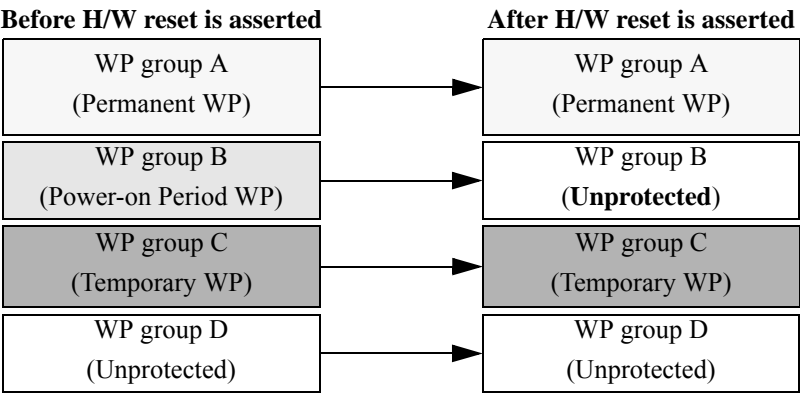 Before H/W reset is asserted
After H/W reset is asserted
WP group A
(Permanent WP)
WP group A
(Permanent WP)
WP group B
(Power-on Period WP)
WP group B
(Unprotected)
WP group C
(Temporary WP)
WP group C
(Temporary WP)
WP group D
(Unprotected)
WP group D
(Unprotected)